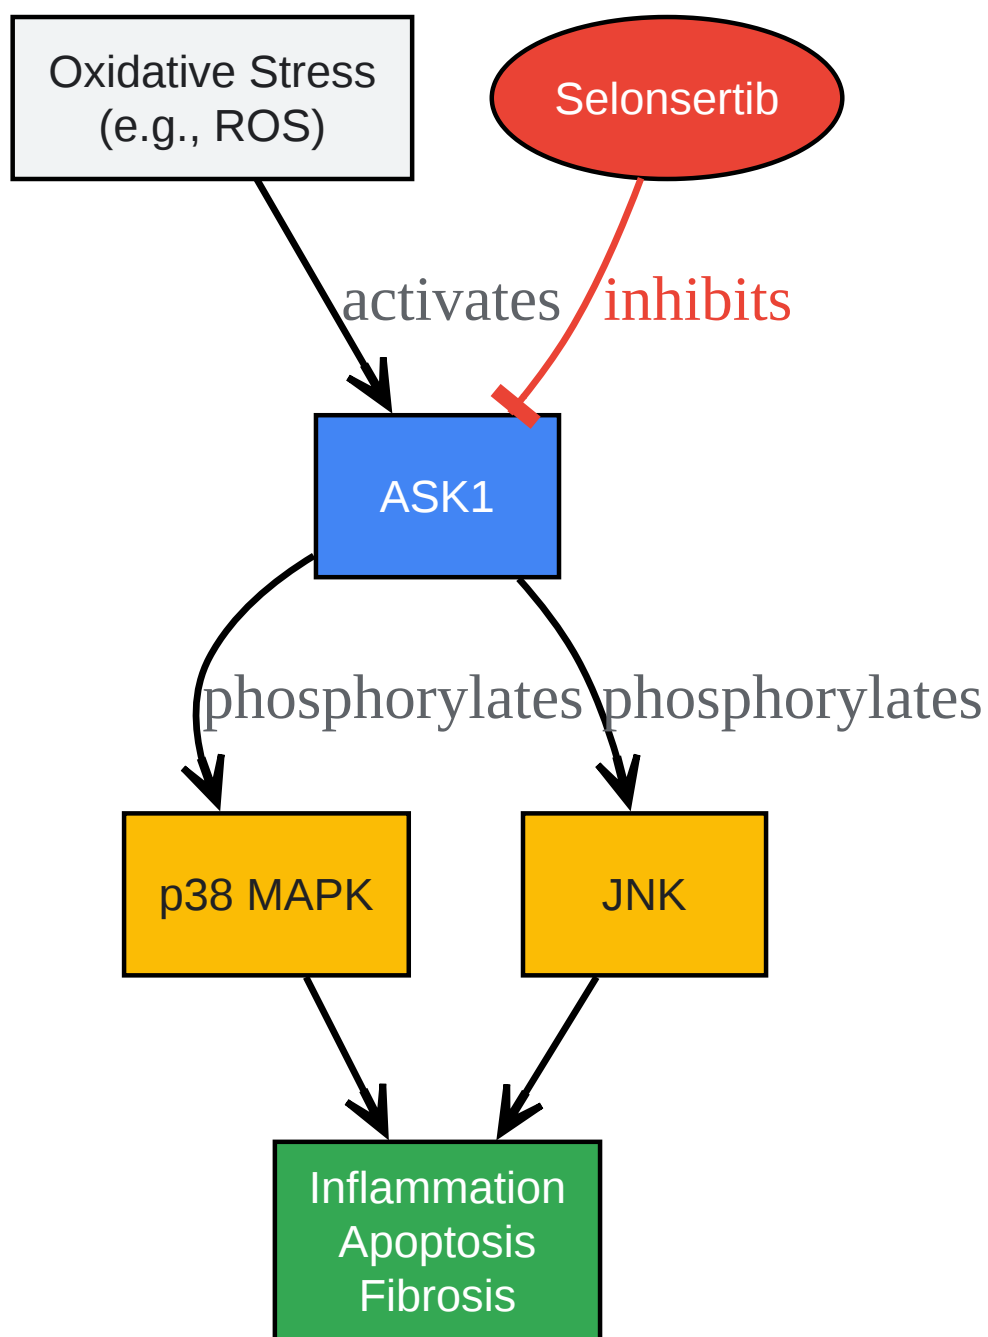 Oxidative Stress
(e.g., ROS)
Selonsertib
activates
inhibits
ASK1
phosphorylates
phosphorylates
p38 MAPK
JNK
Inflammation
Apoptosis
Fibrosis